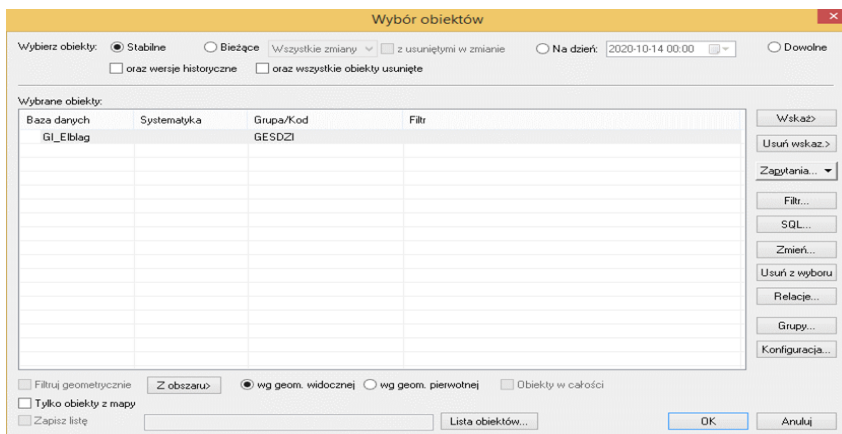 Wybór obiektów
Wybierz obiekty: Stabilne Bieżące Wszystkie zmiany z usuniętymi w zmianie Na dzień: 2020-10-14 00:00 Dowolne
oraz wersje historyczne oraz wszystkie obiekty usunięte
Wybrane obiekty:
Baza danych Systematyka Grupa/Kod Filtr
GI_Elblag GESDZI
Wskaż>
Usuń wskaz.>
Zapytania...
Filtr...
SQL...
Zmień...
Usuń z wyboru
Relacje...
Grupy...
Konfiguracja...
Filtruj geometrycznie Z obszaru> wg geom. widocznej wg geom. pierwotnej Obiekty w całości
Tylko obiekty z mapy
Zapisz listę Lista obiektów... OK Anuluj